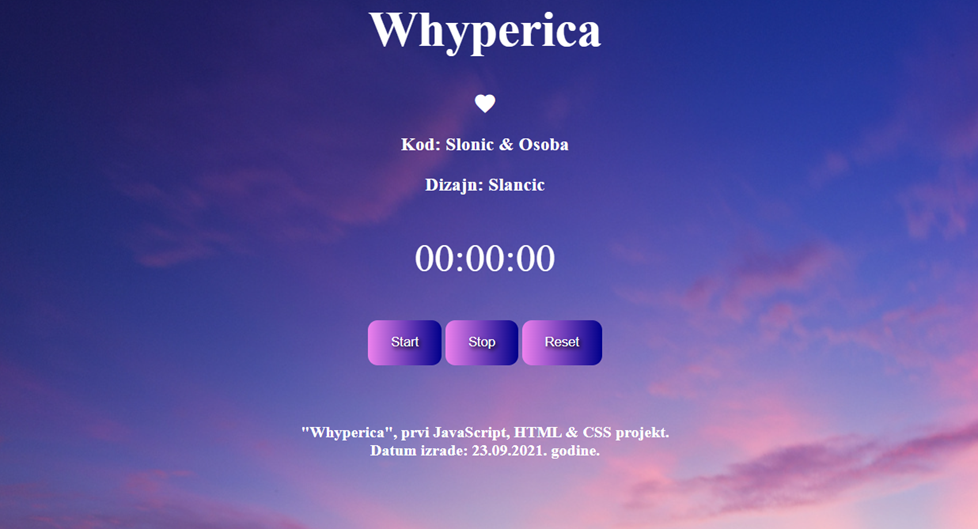 Whyperica
Kod: Slonic & Osoba
Dizajn: Slancic
00:00:00
Start Stop Reset
"Whyperica", prvi JavaScript, HTML & CSS projekt.
Datum izrade: 23.09.2021. godine.